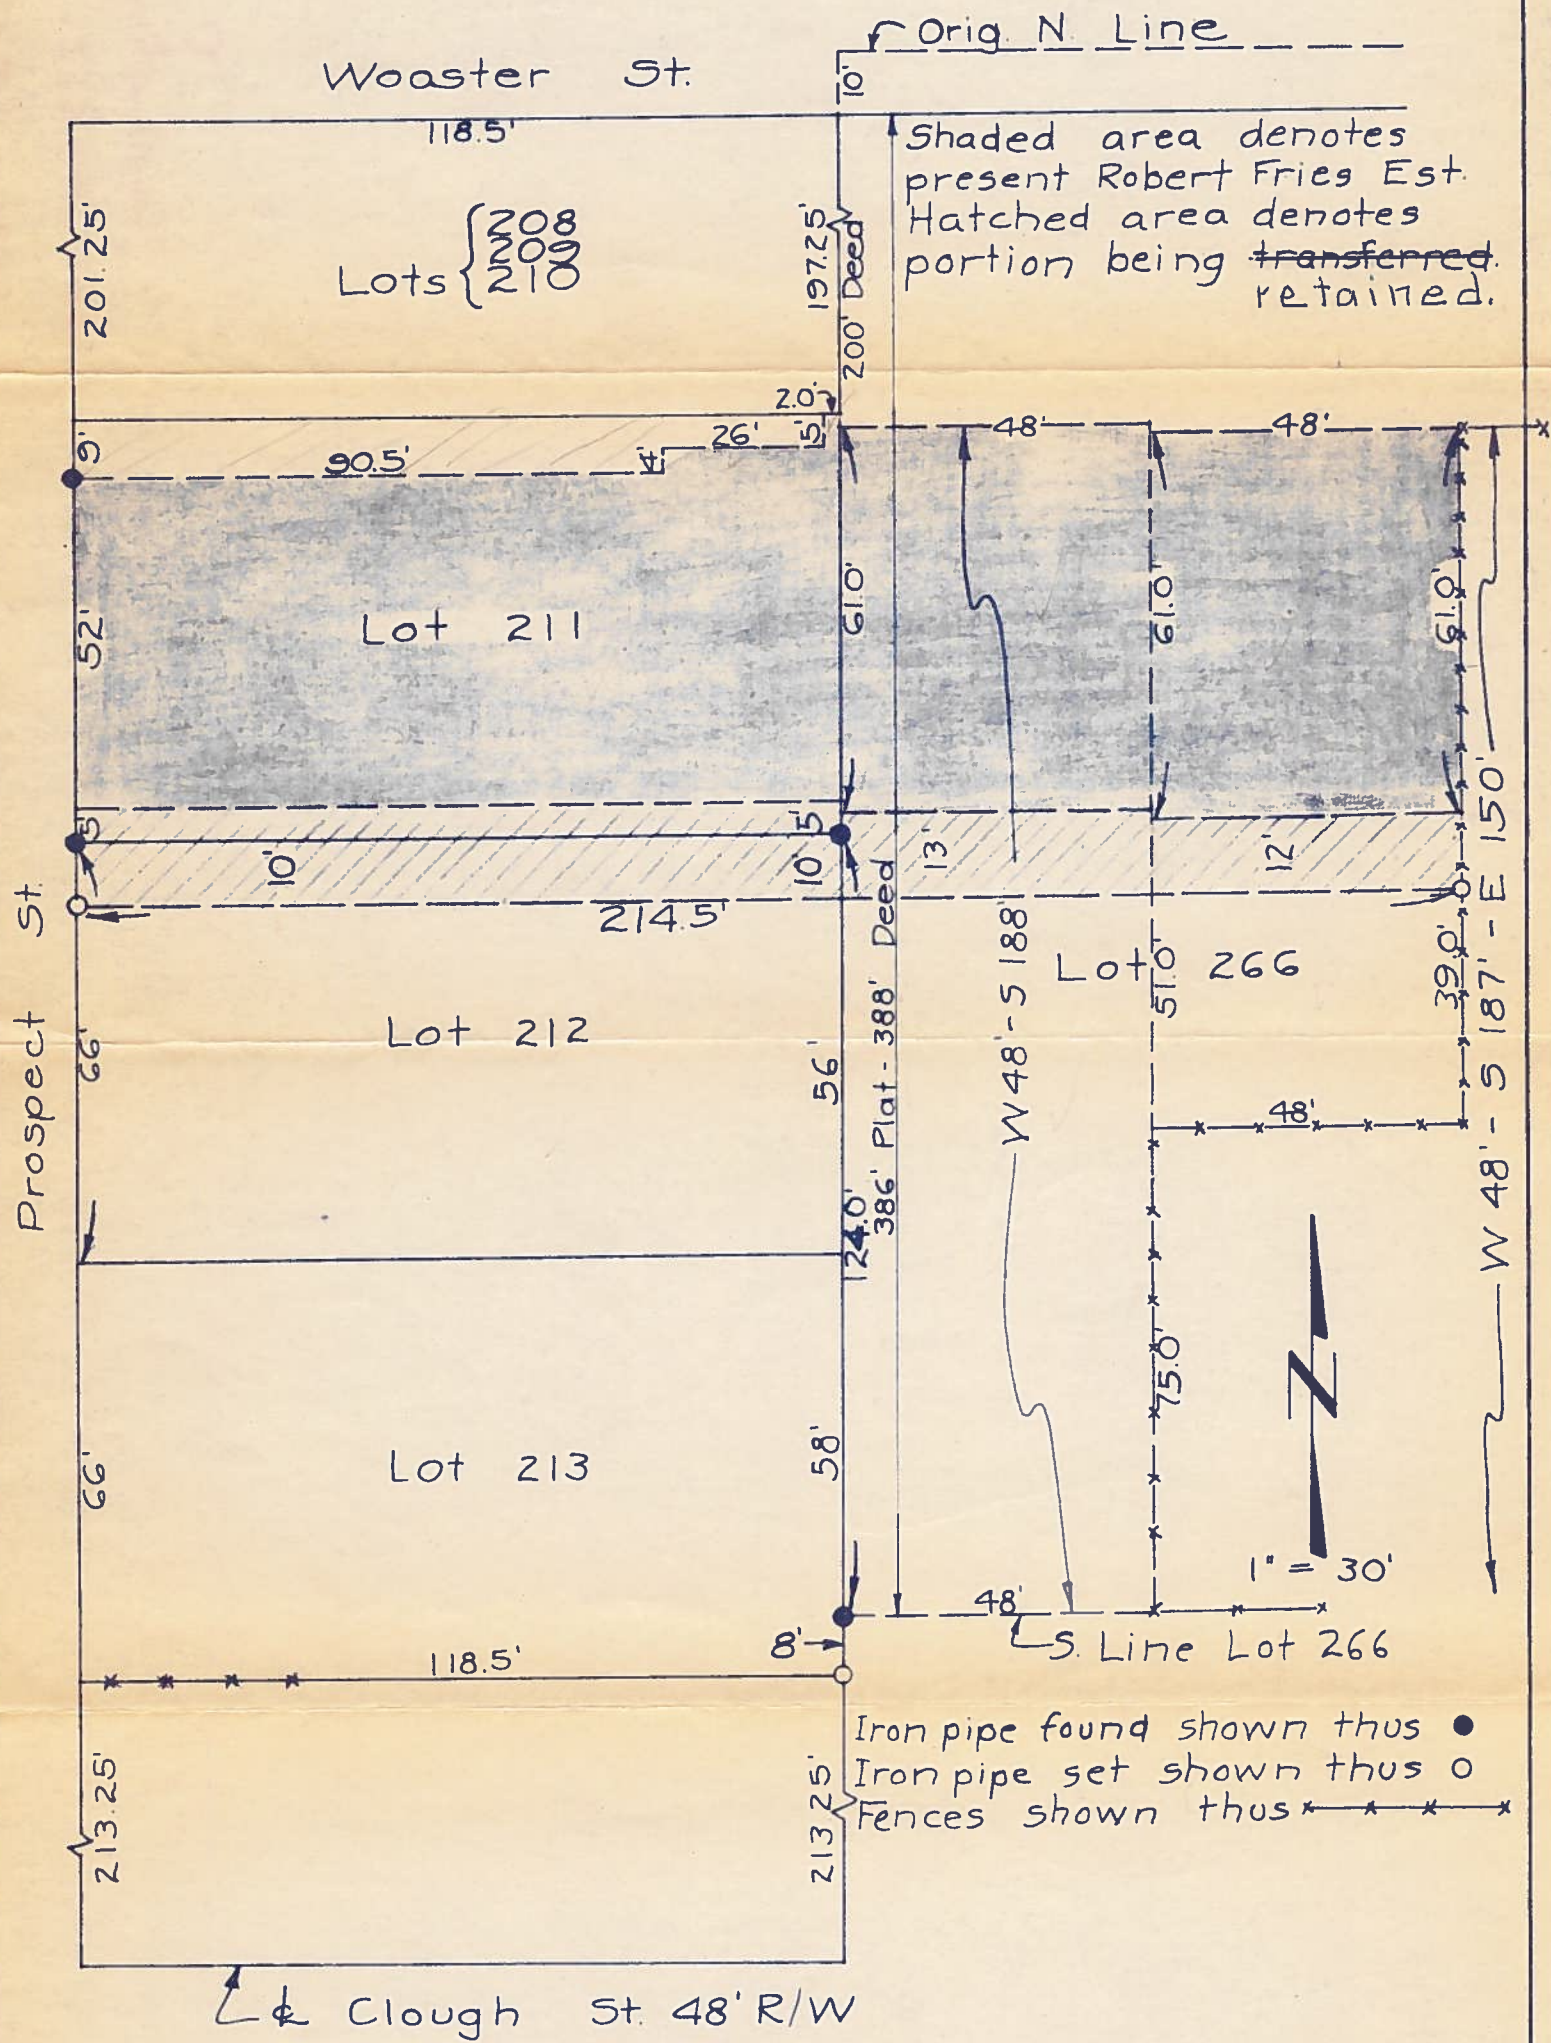 Orig. N. Line
Wooster St.
10'
118.5'
Shaded area denotes
present Robert Fries Est.
Hatched area denotes
portion being transferred.
retained.
201.25'
Lots { 208
209
210
197.25'
200' Deed
2.0'
9'
90.5'
4'
26'
5'
48'
48'
52'
Lot 211
61.0'
61.0'
61.0'
5'
10'
5'
10'
13'
12'
214.5'
Prospect St.
66'
Lot 212
56'
386' Plat - 388' Deed
W 48' - S 188'
Lot 266
51.0'
39.0'
W 48' - S 187' - E 150'
48'
124.0'
75.0'
N
66'
Lot 213
58'
1" = 30'
48'
8'
S. Line Lot 266
118.5'
Iron pipe found shown thus
Iron pipe set shown thus
Fences shown thus
213.25'
213.25'
℄ Clough St. 48' R/W